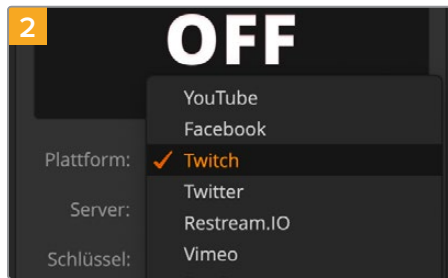 2
OFF
YouTube
Facebook
Plattform: ✓ Twitch
Twitter
Server:
Restream.IO
Schlüssel:
Vimeo